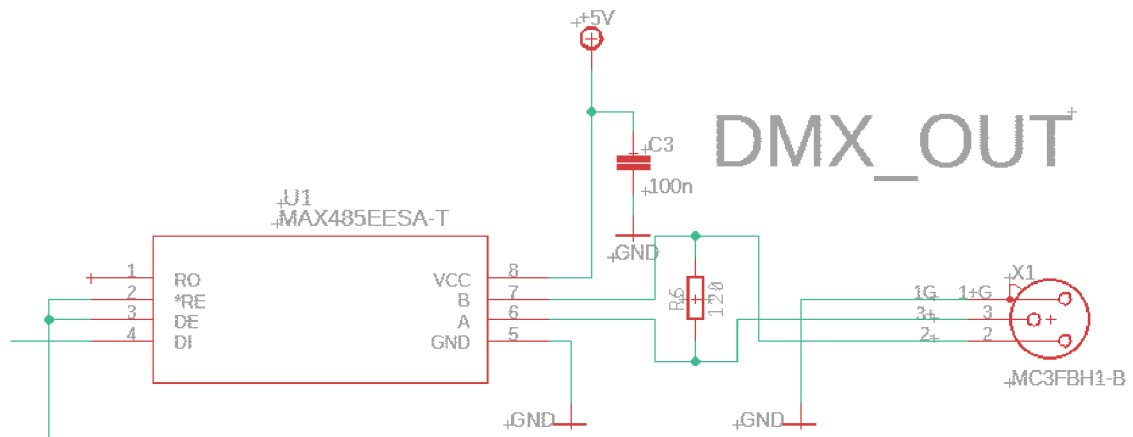 +5V
DMX_OUT
C3
100n
GND
U1
MAX485EESA-T
1 RO
2 *RE
3 DE
4 DI
VCC 8
B 7
A 6
GND 5
R6
120
X1
1G 1+G
3+ 3
2+ 2
MC3FBH1-B
GND
GND